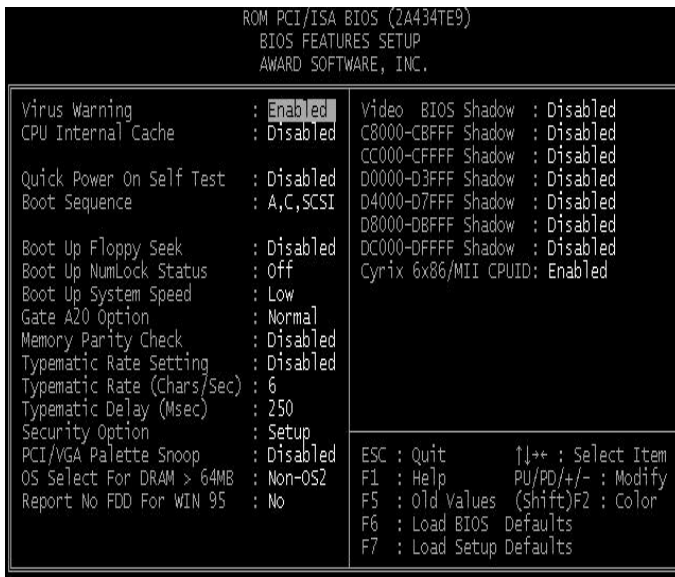 ROM PCI/ISA BIOS (2A434TE9)
BIOS FEATURES SETUP
AWARD SOFTWARE, INC.
Virus Warning : Enabled
CPU Internal Cache : Disabled
Quick Power On Self Test : Disabled
Boot Sequence : A,C,SCSI
Boot Up Floppy Seek : Disabled
Boot Up NumLock Status : Off
Boot Up System Speed : Low
Gate A20 Option : Normal
Memory Parity Check : Disabled
Typematic Rate Setting : Disabled
Typematic Rate (Chars/Sec) : 6
Typematic Delay (Msec) : 250
Security Option : Setup
PCI/VGA Palette Snoop : Disabled
OS Select For DRAM > 64MB : Non-OS2
Report No FDD For WIN 95 : No
Video BIOS Shadow : Disabled
C8000-CBFFF Shadow : Disabled
CC000-CFFFF Shadow : Disabled
D0000-D3FFF Shadow : Disabled
D4000-D7FFF Shadow : Disabled
D8000-DBFFF Shadow : Disabled
DC000-DFFFF Shadow : Disabled
Cyrix 6x86/MII CPUID: Enabled
ESC : Quit ↑↓→← : Select Item
F1 : Help PU/PD/+/- : Modify
F5 : Old Values (Shift)F2 : Color
F6 : Load BIOS Defaults
F7 : Load Setup Defaults